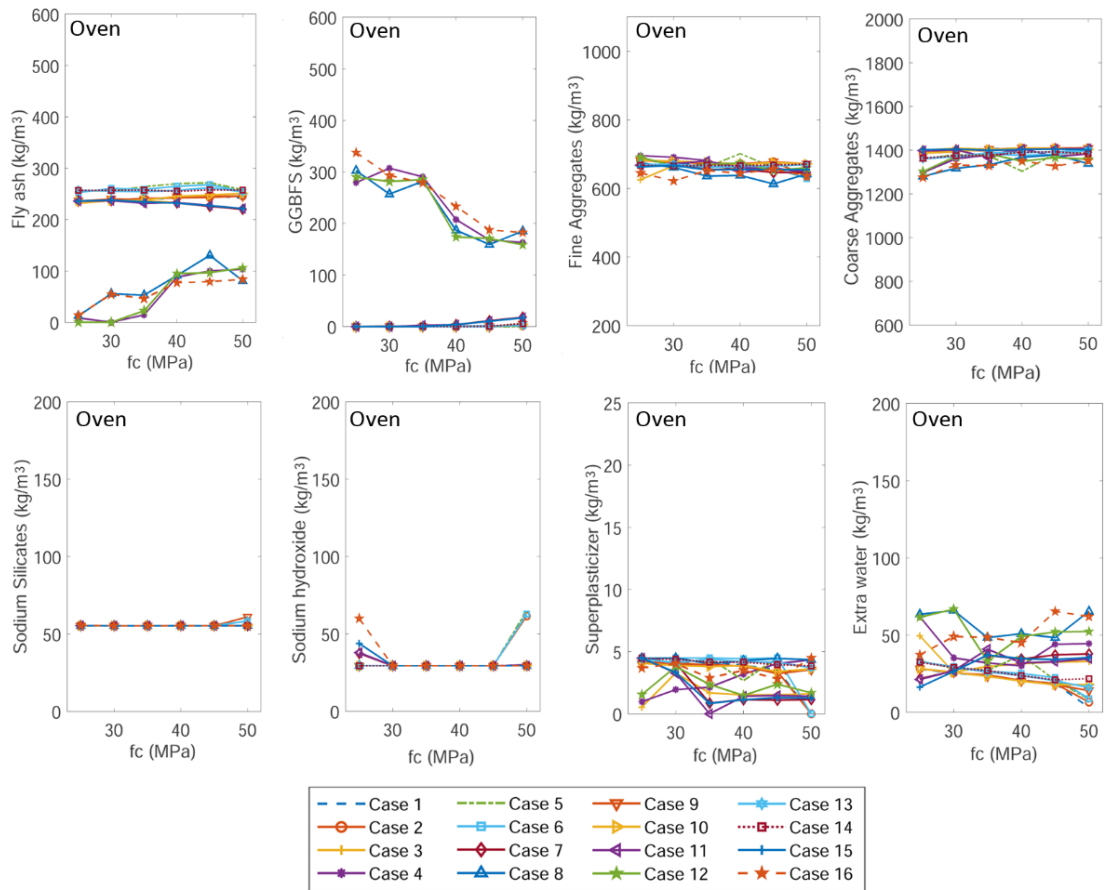 Oven
Oven
Oven
Oven
Fly ash (kg/m³)
600
500
400
300
200
100
0
30
40
50
fc (MPa)
GGBFS (kg/m³)
600
500
400
300
200
100
0
30
40
50
fc (MPa)
Fine Aggregates (kg/m³)
1000
800
600
400
200
30
40
50
fc (MPa)
Coarse Aggregates (kg/m³)
2000
1800
1600
1400
1200
1000
800
600
30
40
50
fc (MPa)
Oven
Oven
Oven
Oven
Sodium Silicates (kg/m³)
200
150
100
50
0
30
40
50
fc (MPa)
Sodium hydroxide (kg/m³)
200
150
100
50
0
30
40
50
fc (MPa)
Superplasticizer (kg/m³)
25
20
15
10
5
0
30
40
50
fc (MPa)
Extra water (kg/m³)
200
150
100
50
0
30
40
50
fc (MPa)
Case 1
Case 2
Case 3
Case 4
Case 5
Case 6
Case 7
Case 8
Case 9
Case 10
Case 11
Case 12
Case 13
Case 14
Case 15
Case 16